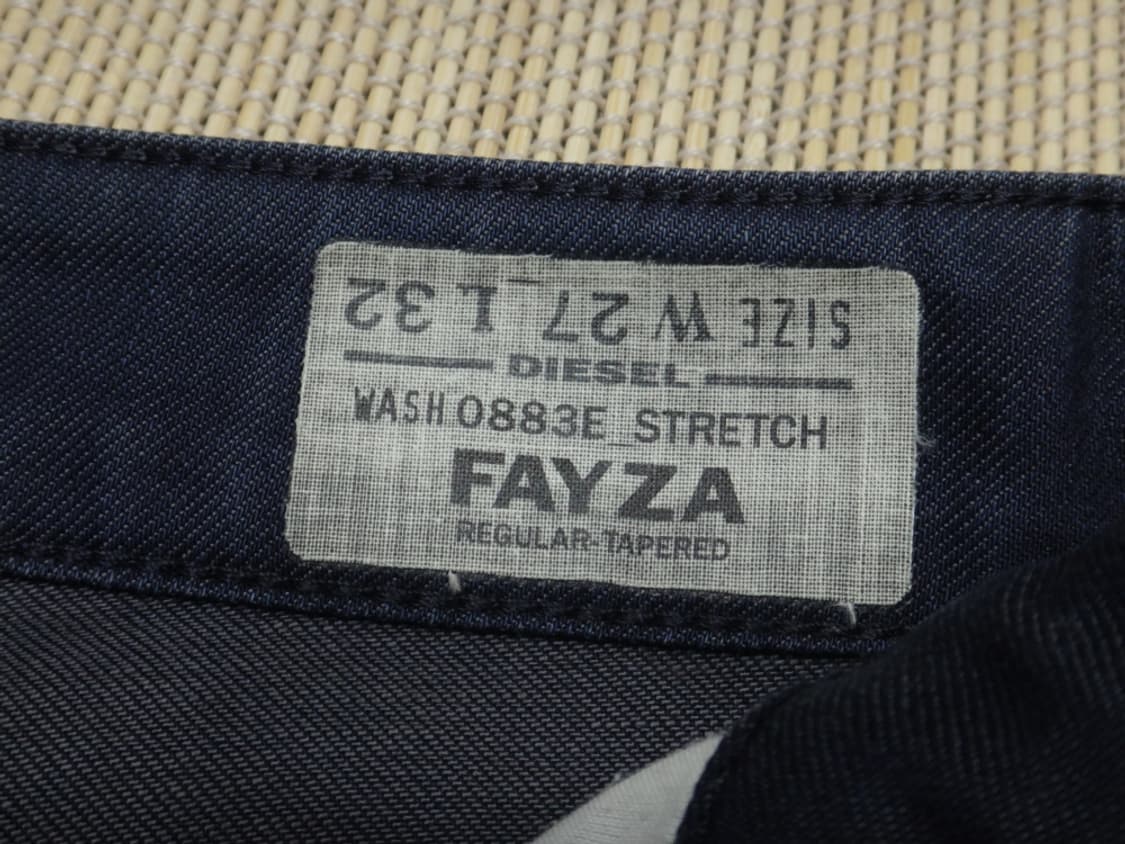 SIZE W 27 L 32
DIESEL
WASH 0883E_STRETCH
FAYZA
REGULAR-TAPERED